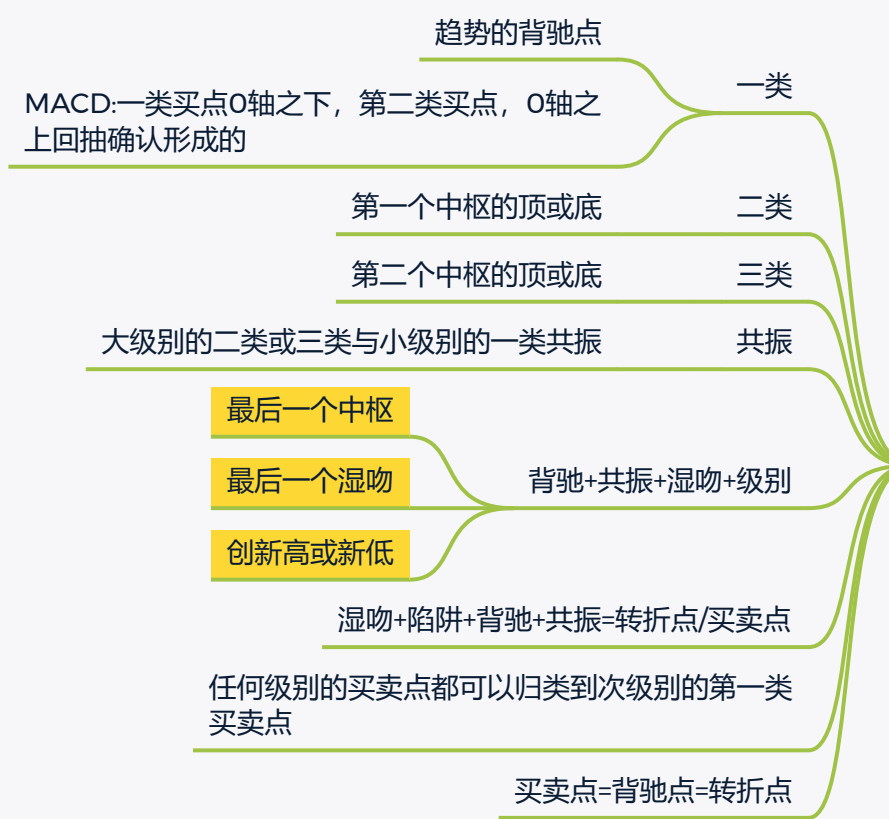 趋势的背驰点
一类
MACD:一类买点0轴之下，第二类买点，0轴之
上回抽确认形成的
第一个中枢的顶或底
二类
第二个中枢的顶或底
三类
大级别的二类或三类与小级别的一类共振
共振
最后一个中枢
最后一个湿吻
背驰+共振+湿吻+级别
创新高或新低
湿吻+陷阱+背驰+共振=转折点/买卖点
任何级别的买卖点都可以归类到次级别的第一类
买卖点
买卖点=背驰点=转折点